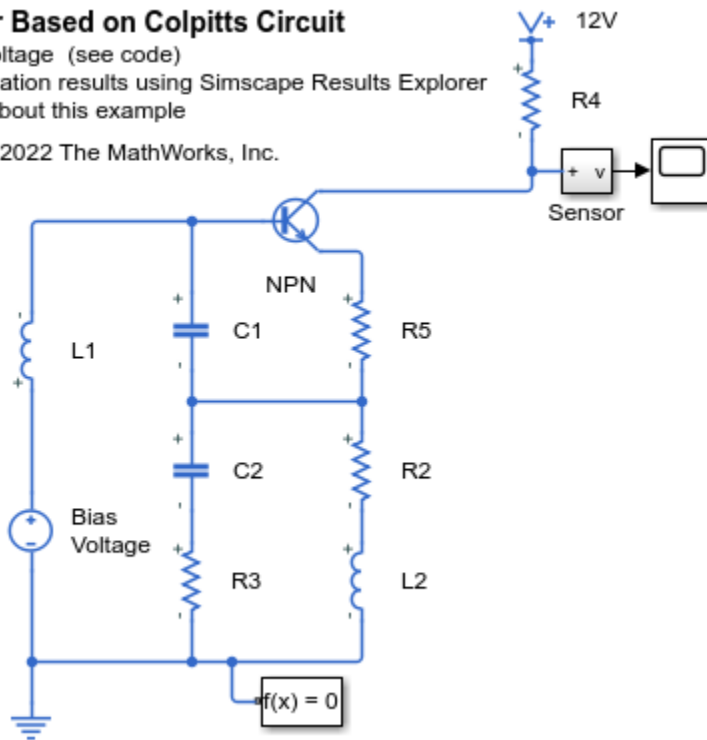 r Based on Colpitts Circuit
oltage (see code)
ation results using Simscape Results Explorer
bout this example
2022 The MathWorks, Inc.
12V
R4
+ v
Sensor
NPN
C1
R5
L1
C2
R2
Bias
Voltage
R3
L2
f(x) = 0